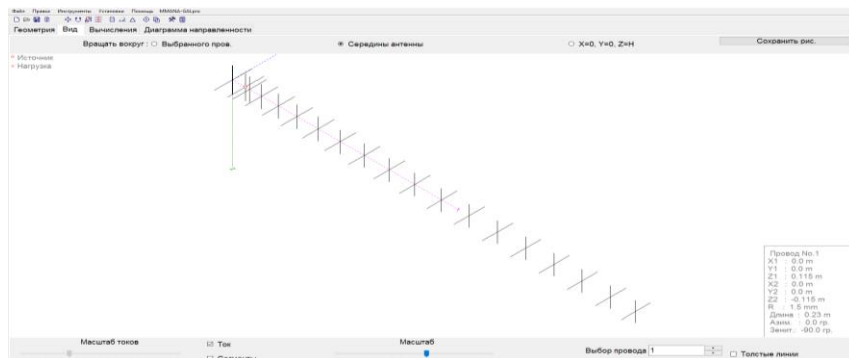 Файл Правка Инструменты Установки Помощь MMANA-GALpro
Геометрия Вид Вычисления Диаграмма направленности
Вращать вокруг : Выбранного пров. Середины антенны X=0, Y=0, Z=H Сохранить рис.
Источник
Нагрузка
Провод No.1
X1 : 0.0 m
Y1 : 0.0 m
Z1 : 0.115 m
X2 : 0.0 m
Y2 : 0.0 m
Z2 : -0.115 m
R : 1.5 mm
Длина : 0.23 m
Азим. : 0.0 гр.
Зенит.: -90.0 гр.
Масштаб токов Ток Масштаб
Выбор провода 1 Толстые линии